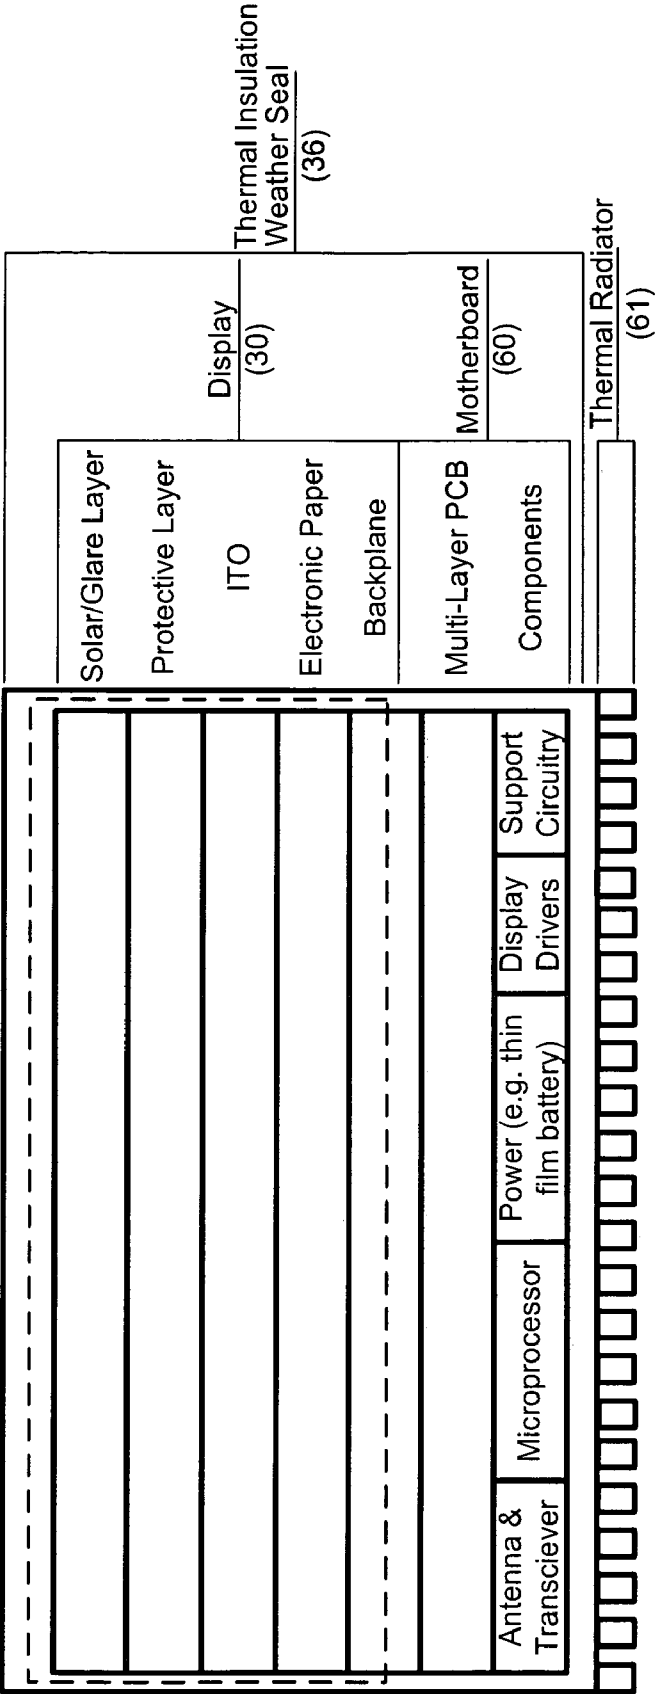 Antenna &
Transciever
Microprocessor
Power (e.g. thin
film battery)
Display
Drivers
Support
Circuitry
Solar/Glare Layer
Protective Layer
ITO
Electronic Paper
Backplane
Multi-Layer PCB
Components
Display
(30)
Motherboard
(60)
Thermal Insulation
Weather Seal
(36)
Thermal Radiator
(61)